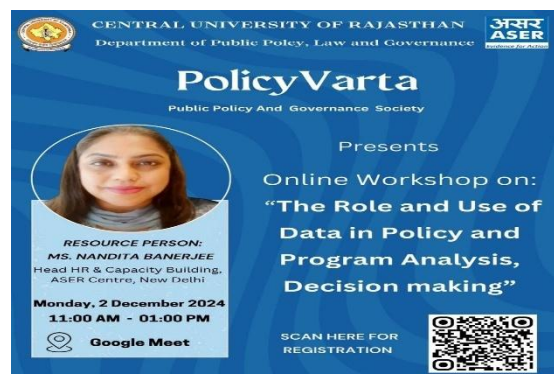 CENTRAL UNIVERSITY OF RAJASTHAN
Department of Public Policy, Law and Governance
असर
ASER
Evidence for Action
PolicyVarta
Public Policy And Governance Society
Presents
Online Workshop on:
“The Role and Use of
Data in Policy and
Program Analysis,
Decision making”
RESOURCE PERSON:
MS. NANDITA BANERJEE
Head HR & Capacity Building,
ASER Centre, New Delhi
Monday, 2 December 2024
11:00 AM - 01:00 PM
Google Meet
SCAN HERE FOR
REGISTRATION